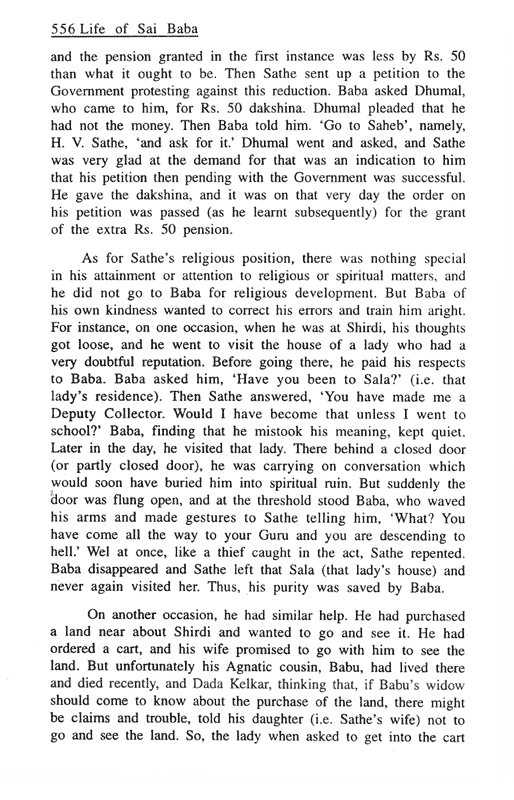 556 Life of Sai Baba
and the pension granted in the first instance was less by Rs. 50
than what it ought to be. Then Sathe sent up a petition to the
Government protesting against this reduction. Baba asked Dhumal,
who came to him, for Rs. 50 dakshina. Dhumal pleaded that he
had not the money. Then Baba told him. ‘Go to Saheb’, namely,
H. V. Sathe, ‘and ask for it.’ Dhumal went and asked, and Sathe
was very glad at the demand for that was an indication to him
that his petition then pending with the Government was successful.
He gave the dakshina, and it was on that very day the order on
his petition was passed (as he learnt subsequently) for the grant
of the extra Rs. 50 pension.
As for Sathe’s religious position, there was nothing special
in his attainment or attention to religious or spiritual matters, and
he did not go to Baba for religious development. But Baba of
his own kindness wanted to correct his errors and train him aright.
For instance, on one occasion, when he was at Shirdi, his thoughts
got loose, and he went to visit the house of a lady who had a
very doubtful reputation. Before going there, he paid his respects
to Baba. Baba asked him, ‘Have you been to Sala?’ (i.e. that
lady’s residence). Then Sathe answered, ‘You have made me a
Deputy Collector. Would I have become that unless I went to
school?’ Baba, finding that he mistook his meaning, kept quiet.
Later in the day, he visited that lady. There behind a closed door
(or partly closed door), he was carrying on conversation which
would soon have buried him into spiritual ruin. But suddenly the
door was flung open, and at the threshold stood Baba, who waved
his arms and made gestures to Sathe telling him, ‘What? You
have come all the way to your Guru and you are descending to
hell.’ Wel at once, like a thief caught in the act, Sathe repented.
Baba disappeared and Sathe left that Sala (that lady’s house) and
never again visited her. Thus, his purity was saved by Baba.
On another occasion, he had similar help. He had purchased
a land near about Shirdi and wanted to go and see it. He had
ordered a cart, and his wife promised to go with him to see the
land. But unfortunately his Agnatic cousin, Babu, had lived there
and died recently, and Dada Kelkar, thinking that, if Babu’s widow
should come to know about the purchase of the land, there might
be claims and trouble, told his daughter (i.e. Sathe’s wife) not to
go and see the land. So, the lady when asked to get into the cart